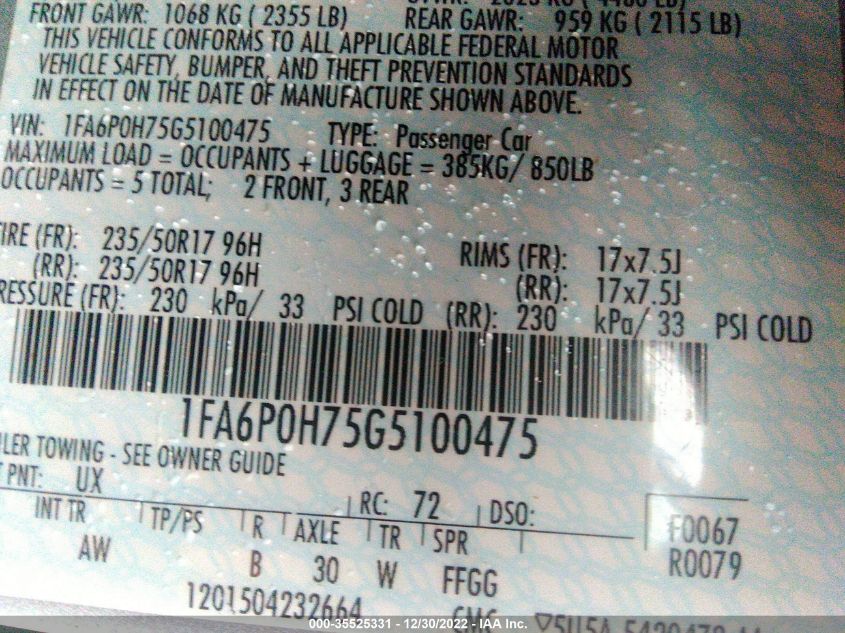 FRONT GAWR: 1068 KG ( 2355 LB) REAR GAWR: 959 KG ( 2115 LB)
THIS VEHICLE CONFORMS TO ALL APPLICABLE FEDERAL MOTOR
VEHICLE SAFETY, BUMPER, AND THEFT PREVENTION STANDARDS
IN EFFECT ON THE DATE OF MANUFACTURE SHOWN ABOVE.
VIN: 1FA6P0H75G5100475 TYPE: Passenger Car
MAXIMUM LOAD = OCCUPANTS + LUGGAGE = 385KG/ 850LB
OCCUPANTS = 5 TOTAL; 2 FRONT, 3 REAR
IRE (FR): 235/50R17 96H RIMS (FR): 17x7.5J
(RR): 235/50R17 96H (RR): 17x7.5J
RESSURE (FR): 230 kPa/ 33 PSI COLD (RR): 230 kPa/ 33 PSI COLD
1FA6P0H75G5100475
LER TOWING - SEE OWNER GUIDE
PNT: UX RC: 72 DSO:
INT TR TP/PS R AXLE TR SPR F0067
AW B 30 W FFGG R0079
1201504232664
000-35525331 - 12/30/2022 - IAA Inc.